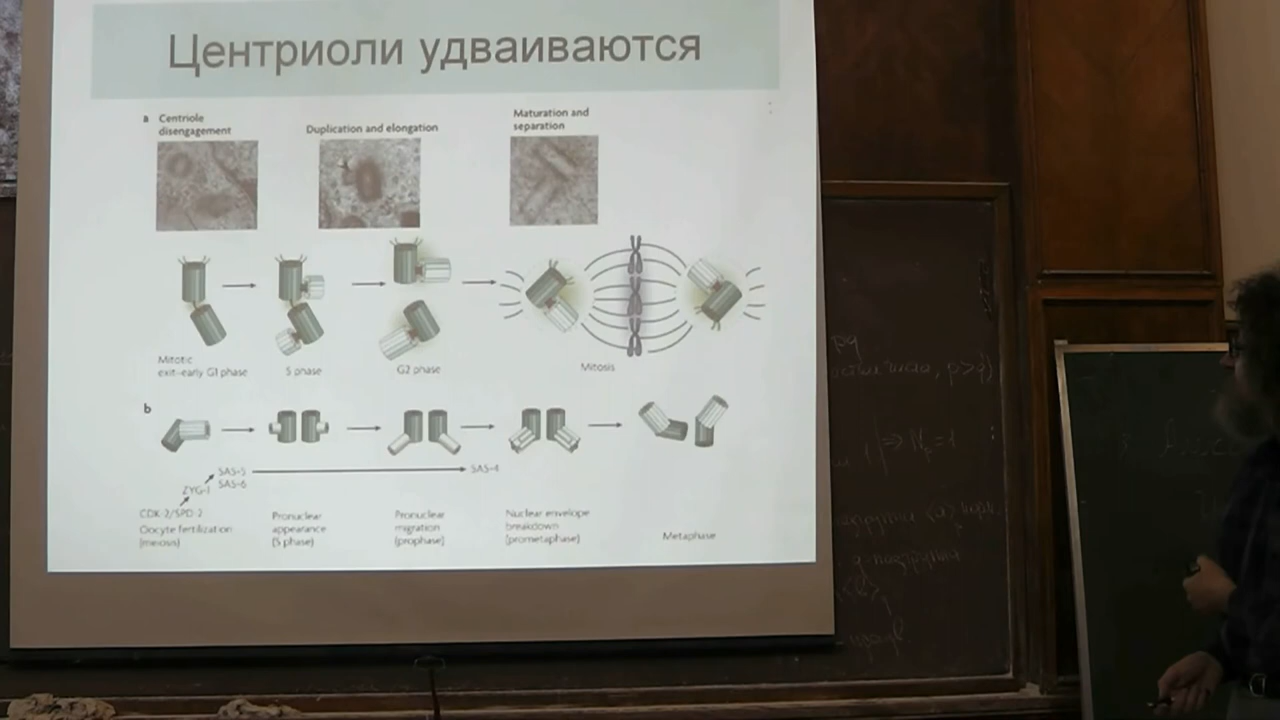 Центриоли удваиваются
a Centriole
disengagement
Duplication and elongation
Maturation and
separation
Mitotic
exit–early G1 phase
S phase
G2 phase
Mitosis
b
SAS-5
SAS-6
SAS-4
ZYG-1
CDK-2/SPD-2
Oocyte fertilization
(meiosis)
Pronuclear
appearance
(S phase)
Pronuclear
migration
(prophase)
Nuclear envelope
breakdown
(prometaphase)
Metaphase
pq
p>q)